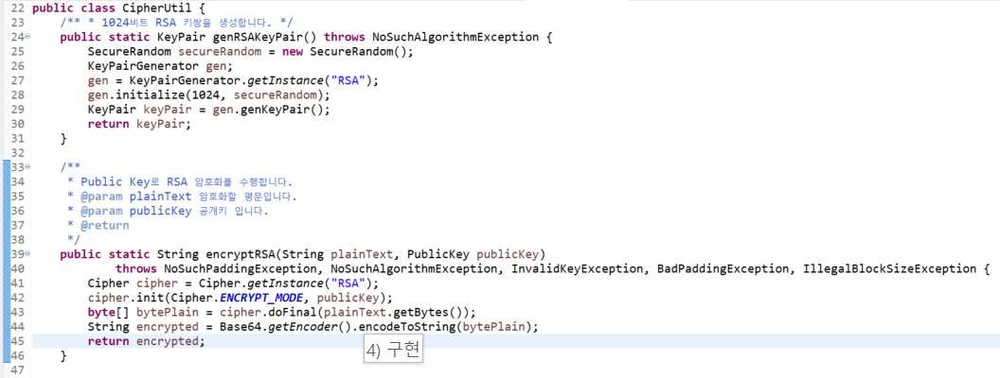 22 public class CipherUtil {
23     /** * 1024비트 RSA 키쌍을 생성합니다. */
24     public static KeyPair genRSAKeyPair() throws NoSuchAlgorithmException {
25         SecureRandom secureRandom = new SecureRandom();
26         KeyPairGenerator gen;
27         gen = KeyPairGenerator.getInstance("RSA");
28         gen.initialize(1024, secureRandom);
29         KeyPair keyPair = gen.genKeyPair();
30         return keyPair;
31     }
32
33     /**
34      * Public Key로 RSA 암호화를 수행합니다.
35      * @param plainText 암호화할 평문입니다.
36      * @param publicKey 공개키 입니다.
37      * @return
38      */
39     public static String encryptRSA(String plainText, PublicKey publicKey)
40             throws NoSuchPaddingException, NoSuchAlgorithmException, InvalidKeyException, BadPaddingException, IllegalBlockSizeException {
41         Cipher cipher = Cipher.getInstance("RSA");
42         cipher.init(Cipher.ENCRYPT_MODE, publicKey);
43         byte[] bytePlain = cipher.doFinal(plainText.getBytes());
44         String encrypted = Base64.getEncoder().encodeToString(bytePlain);
45         return encrypted;
4) 구현
46     }
47